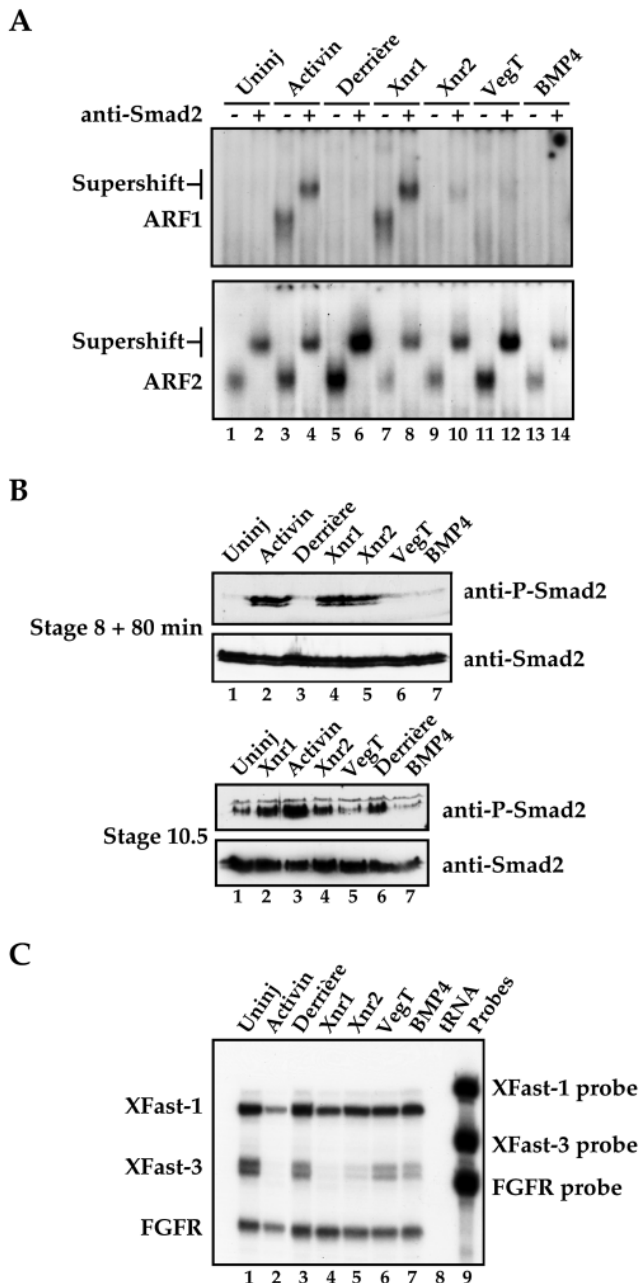 A
Uninj Activin Derrière Xnr1 Xnr2 VegT BMP4
anti-Smad2 - + - + - + - + - + - + - +
Supershift
ARF1
Supershift
ARF2
1 2 3 4 5 6 7 8 9 10 11 12 13 14
B
Uninj Activin Derrière Xnr1 Xnr2 VegT BMP4
anti-P-Smad2
Stage 8 + 80 min
anti-Smad2
1 2 3 4 5 6 7
Uninj Xnr1 Activin Xnr2 VegT Derrière BMP4
anti-P-Smad2
Stage 10.5
anti-Smad2
1 2 3 4 5 6 7
C
Uninj Activin Derrière Xnr1 Xnr2 VegT BMP4 tRNA Probes
XFast-1 XFast-1 probe
XFast-3 XFast-3 probe
FGFR FGFR probe
1 2 3 4 5 6 7 8 9